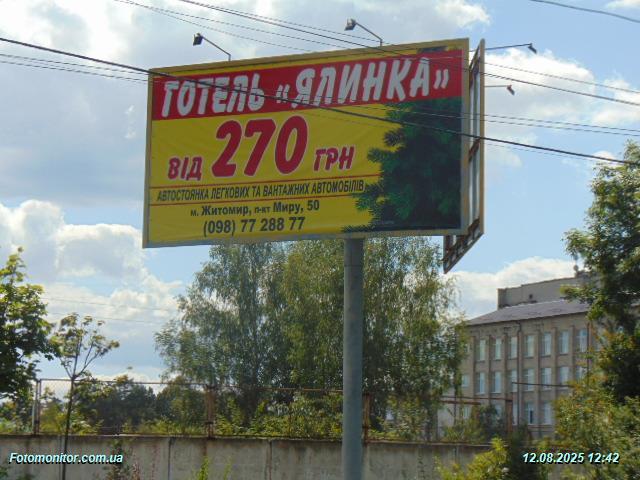 ГОТЕЛЬ «ЯЛИНКА»
ВІД 270 ГРН
АВТОСТОЯНКА ЛЕГКОВИХ ТА ВАНТАЖНИХ АВТОМОБІЛІВ
м. Житомир, п-кт Миру, 50
(098) 77 288 77
Fotomonitor.com.ua
12.08.2025 12:42